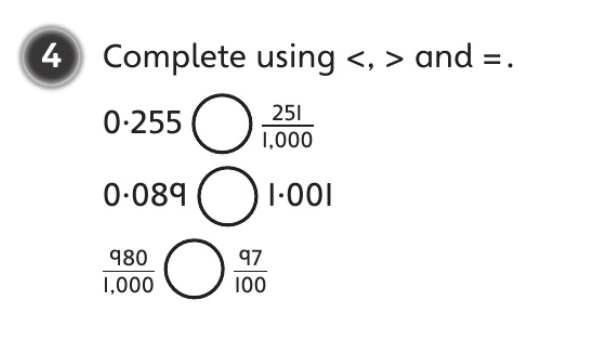 4 Complete using <, > and =.
0·255 ○ 251/1,000
0·089 ○ 1·001
980/1,000 ○ 97/100